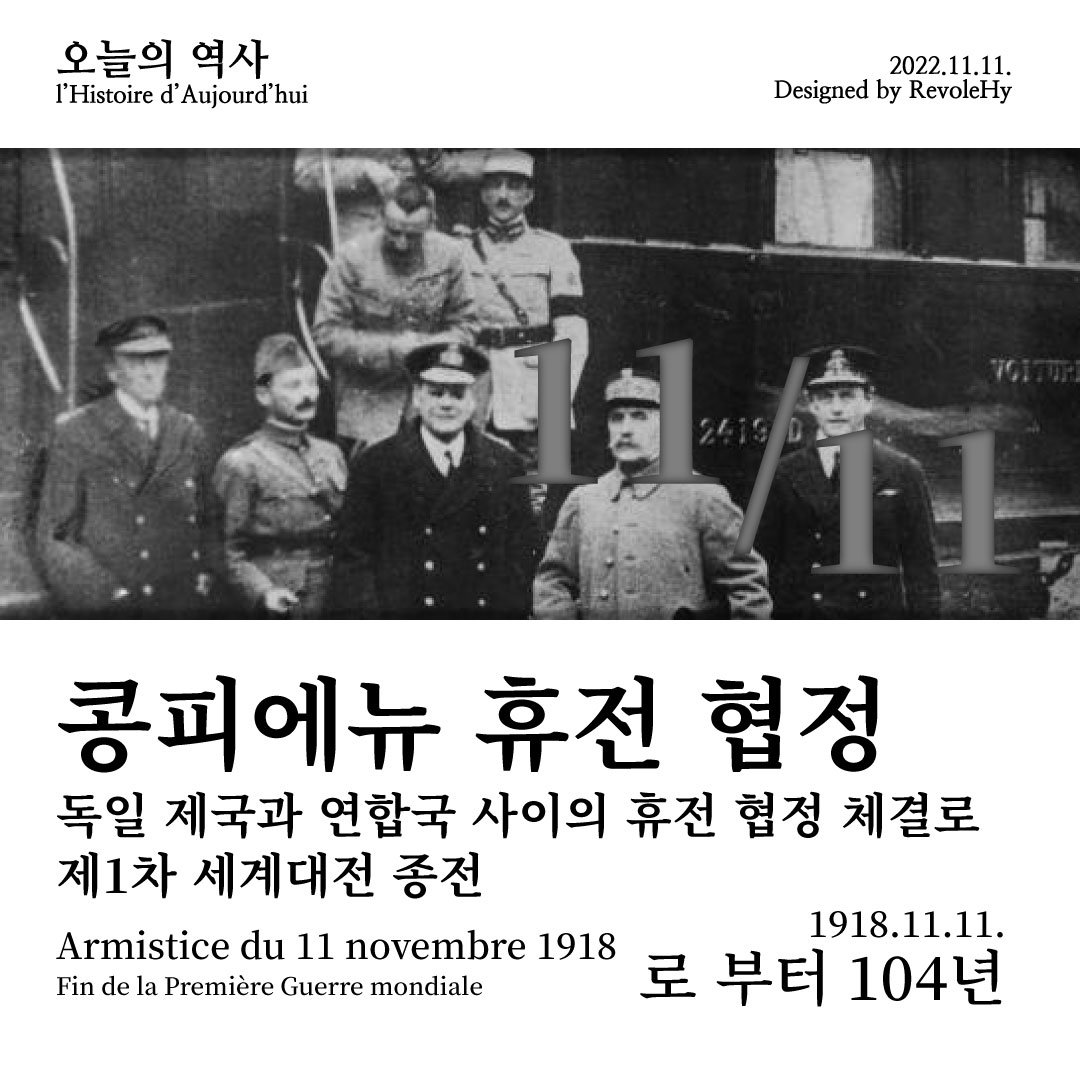 오늘의 역사
l’Histoire d’Aujourd’hui
2022.11.11.
Designed by RevoleHy
11/11
2419 D
VOITURE
콩피에뉴 휴전 협정
독일 제국과 연합국 사이의 휴전 협정 체결로
제1차 세계대전 종전
Armistice du 11 novembre 1918
Fin de la Première Guerre mondiale
1918.11.11.
로 부터 104년